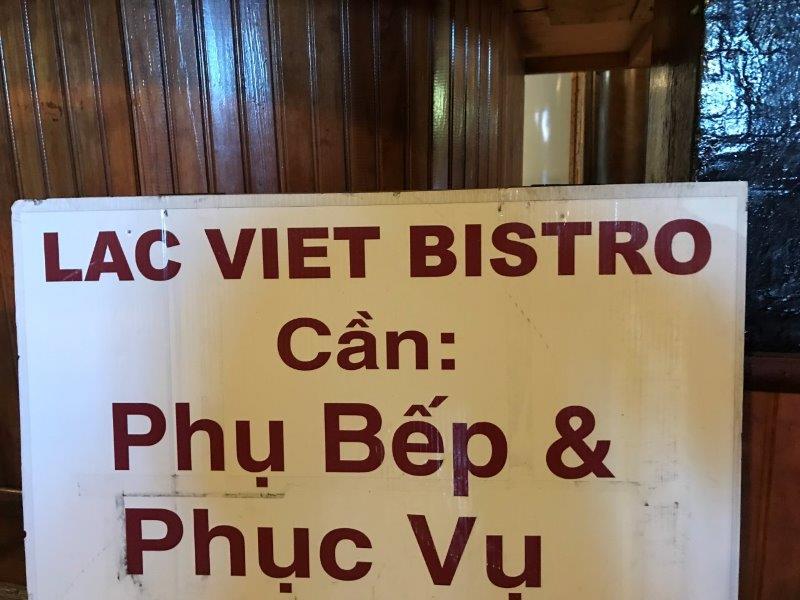 LAC VIET BISTRO
Cần:
Phụ Bếp &
Phục Vụ